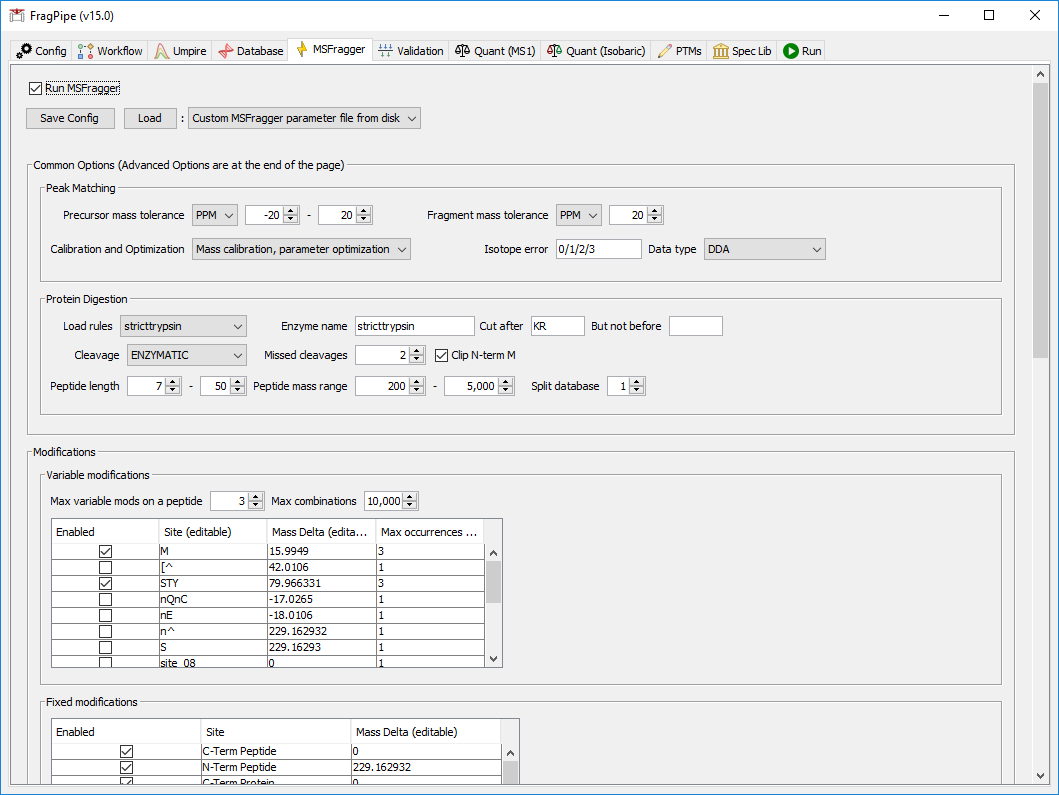 FragPipe (v15.0)
Config Workflow Umpire Database MSFragger Validation Quant (MS1) Quant (Isobaric) PTMs Spec Lib Run
Run MSFragger
Save Config Load : Custom MSFragger parameter file from disk
Common Options (Advanced Options are at the end of the page)
Peak Matching
Precursor mass tolerance PPM -20 - 20 Fragment mass tolerance PPM 20
Calibration and Optimization Mass calibration, parameter optimization Isotope error 0/1/2/3 Data type DDA
Protein Digestion
Load rules stricttrypsin Enzyme name stricttrypsin Cut after KR But not before
Cleavage ENZYMATIC Missed cleavages 2 Clip N-term M
Peptide length 7 - 50 Peptide mass range 200 - 5,000 Split database 1
Modifications
Variable modifications
Max variable mods on a peptide 3 Max combinations 10,000
Enabled Site (editable) Mass Delta (edita... Max occurrences ...
M 15.9949 3
[^ 42.0106 1
STY 79.966331 3
nQnC -17.0265 1
nE -18.0106 1
n^ 229.162932 1
S 229.16293 1
site_08 0 1
Fixed modifications
Enabled Site Mass Delta (editable)
C-Term Peptide 0
N-Term Peptide 229.162932
C-Term Protein 0